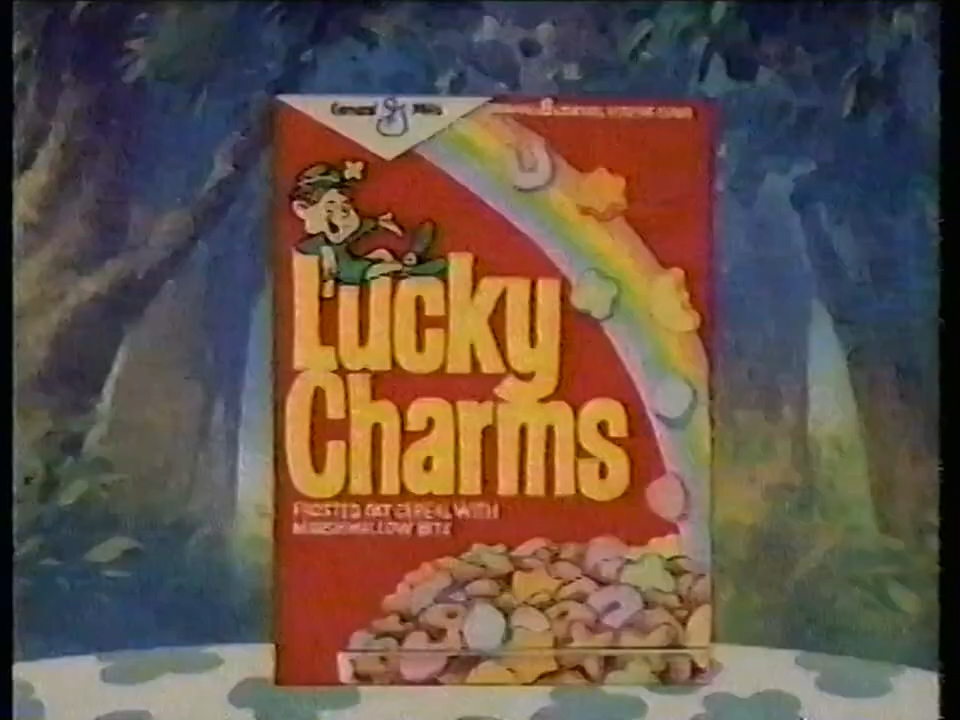 General Mills
Lucky
Charms
FROSTED OAT CEREAL WITH
MARSHMALLOW BITS